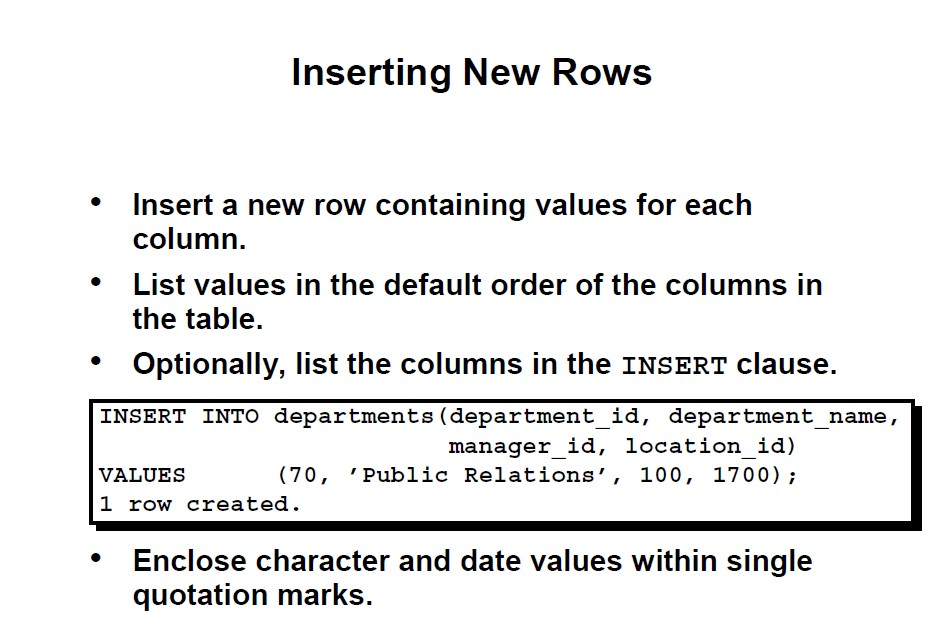 Inserting New Rows
• Insert a new row containing values for each
column.
• List values in the default order of the columns in
the table.
• Optionally, list the columns in the INSERT clause.
INSERT INTO departments(department_id, department_name,
manager_id, location_id)
VALUES (70, ’Public Relations’, 100, 1700);
1 row created.
• Enclose character and date values within single
quotation marks.